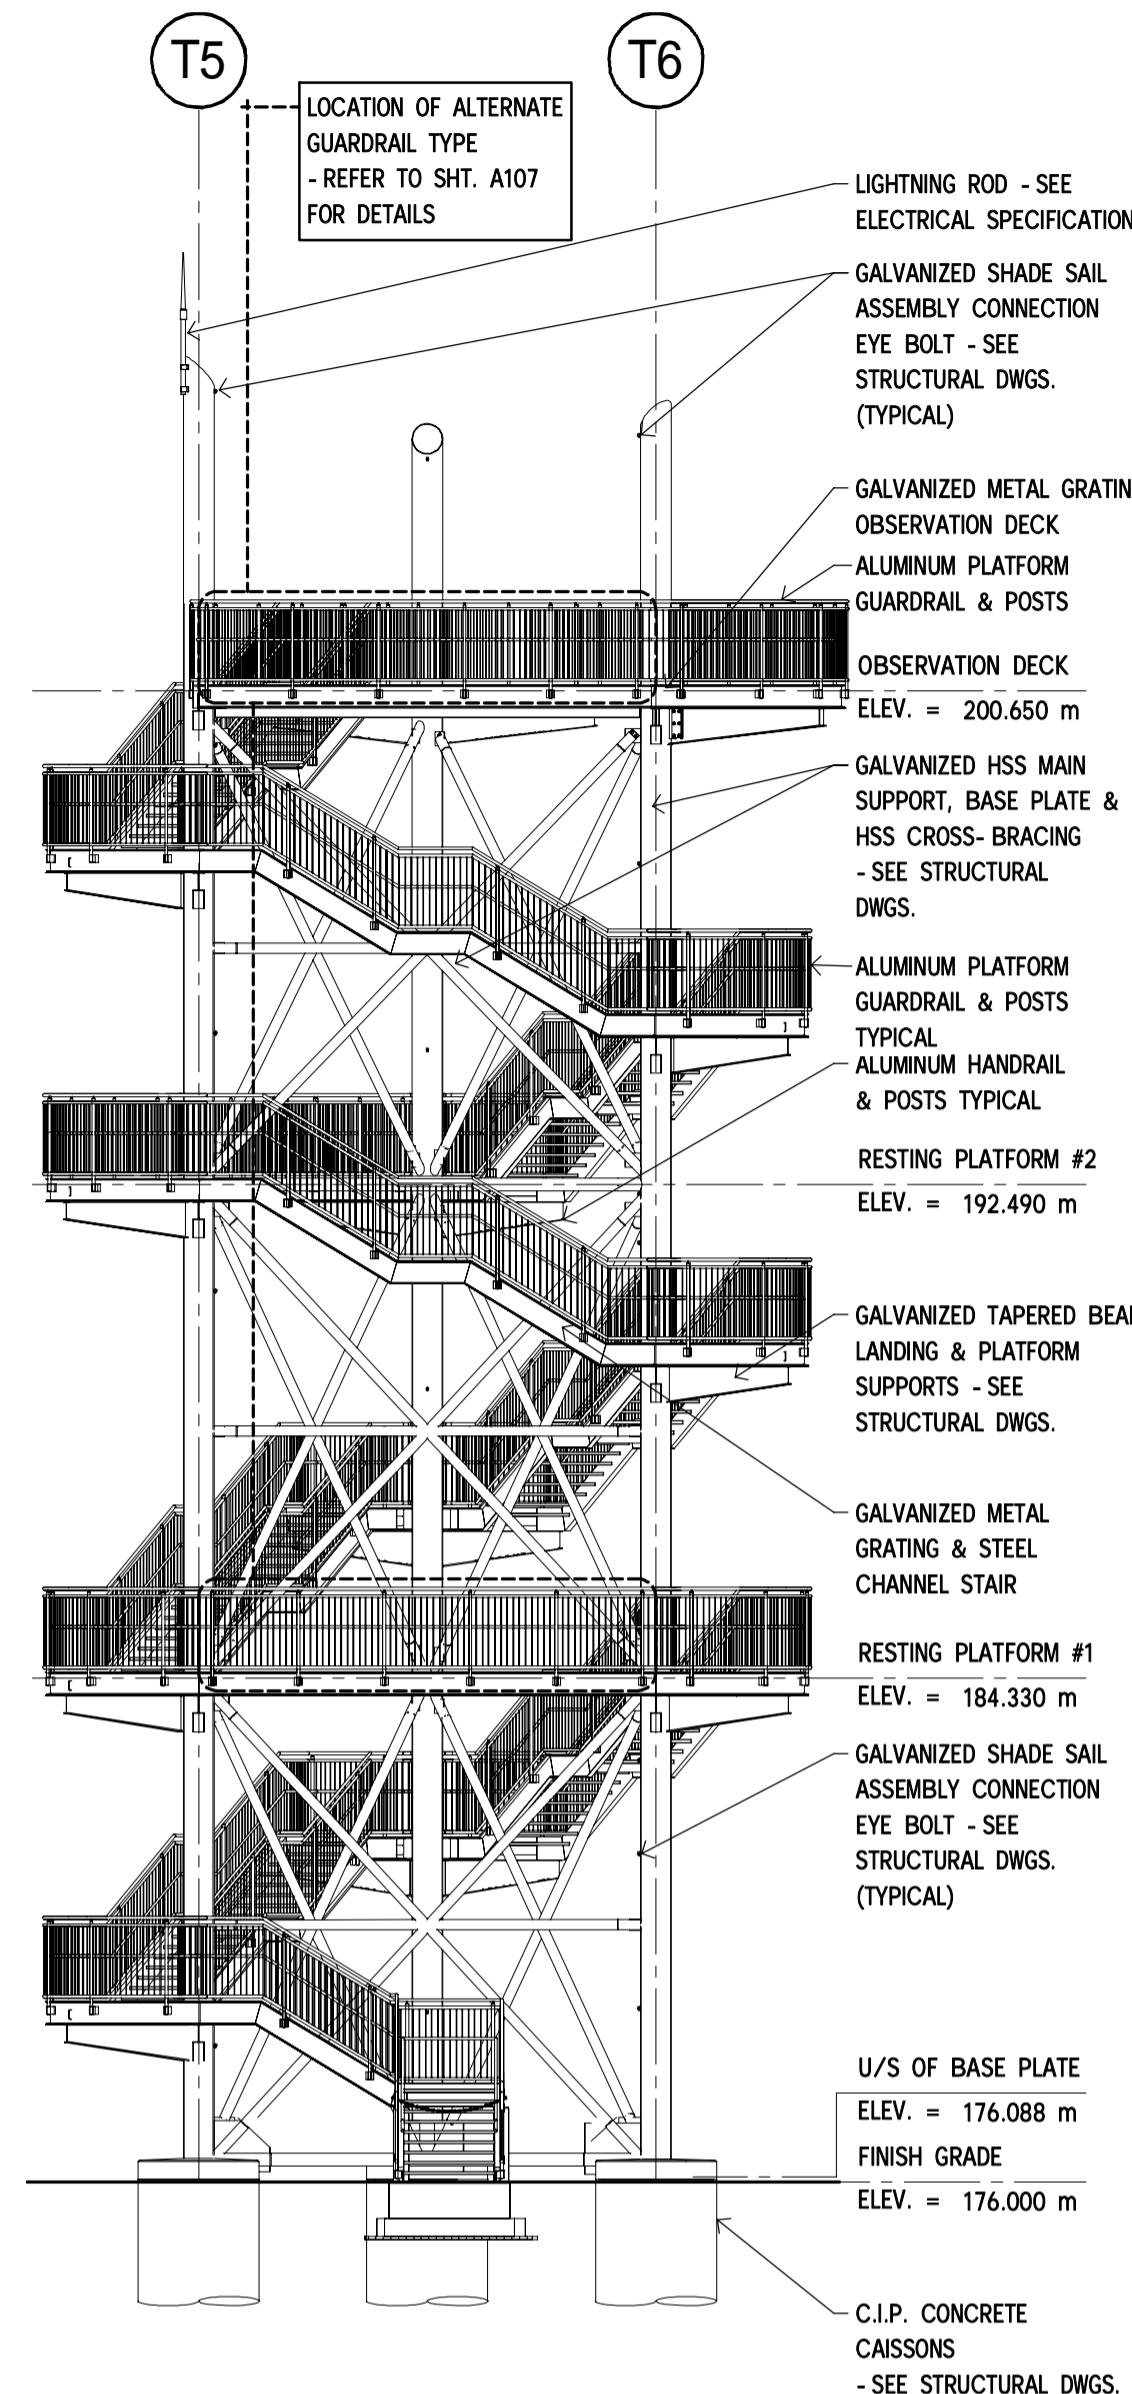 T5
T6
LOCATION OF ALTERNATE
GUARDRAIL TYPE
- REFER TO SHT. A107
FOR DETAILS
LIGHTNING ROD - SEE
ELECTRICAL SPECIFICATION
GALVANIZED SHADE SAIL
ASSEMBLY CONNECTION
EYE BOLT - SEE
STRUCTURAL DWGS.
(TYPICAL)
GALVANIZED METAL GRATIN
OBSERVATION DECK
ALUMINUM PLATFORM
GUARDRAIL & POSTS
OBSERVATION DECK
ELEV. = 200.650 m
GALVANIZED HSS MAIN
SUPPORT, BASE PLATE &
HSS CROSS-BRACING
- SEE STRUCTURAL
DWGS.
ALUMINUM PLATFORM
GUARDRAIL & POSTS
TYPICAL
ALUMINUM HANDRAIL
& POSTS TYPICAL
RESTING PLATFORM #2
ELEV. = 192.490 m
GALVANIZED TAPERED BEA
LANDING & PLATFORM
SUPPORTS - SEE
STRUCTURAL DWGS.
GALVANIZED METAL
GRATING & STEEL
CHANNEL STAIR
RESTING PLATFORM #1
ELEV. = 184.330 m
GALVANIZED SHADE SAIL
ASSEMBLY CONNECTION
EYE BOLT - SEE
STRUCTURAL DWGS.
(TYPICAL)
U/S OF BASE PLATE
ELEV. = 176.088 m
FINISH GRADE
ELEV. = 176.000 m
C.I.P. CONCRETE
CAISSONS
- SEE STRUCTURAL DWGS.